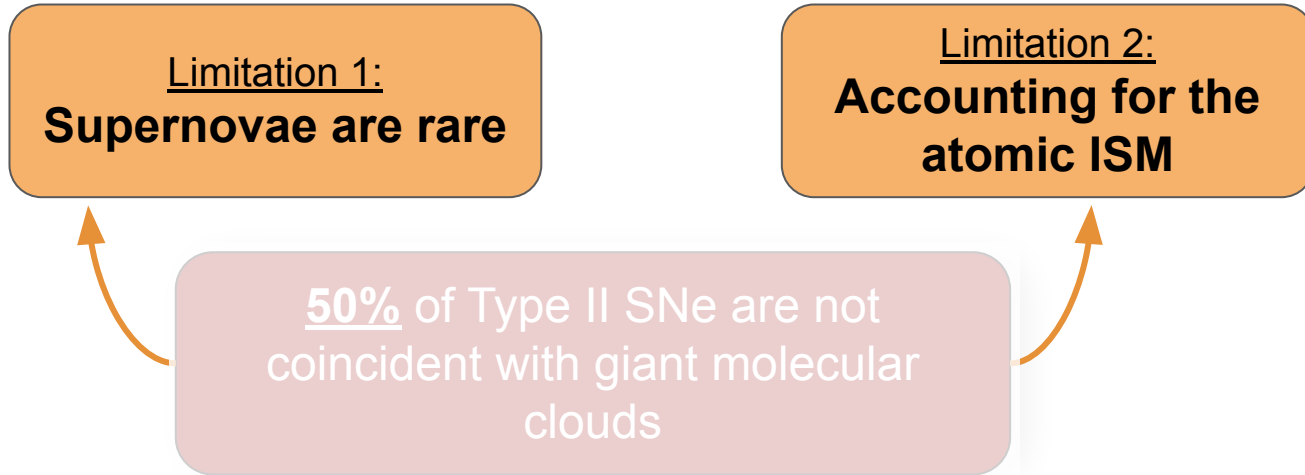 Limitation 1:
Supernovae are rare
Limitation 2:
Accounting for the
atomic ISM
50% of Type II SNe are not
coincident with giant molecular
clouds